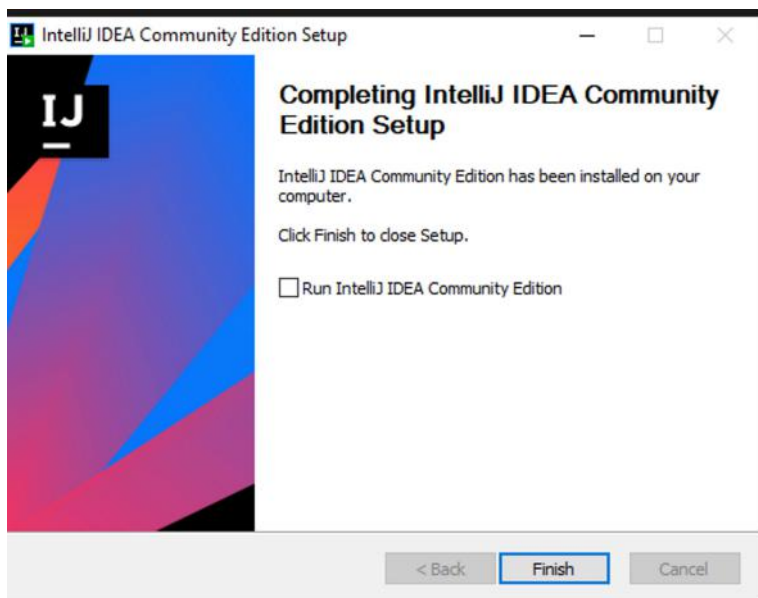 IntelliJ IDEA Community Edition Setup
IJ
Completing IntelliJ IDEA Community
Edition Setup
IntelliJ IDEA Community Edition has been installed on your
computer.
Click Finish to close Setup.
Run IntelliJ IDEA Community Edition
< Back
Finish
Cancel